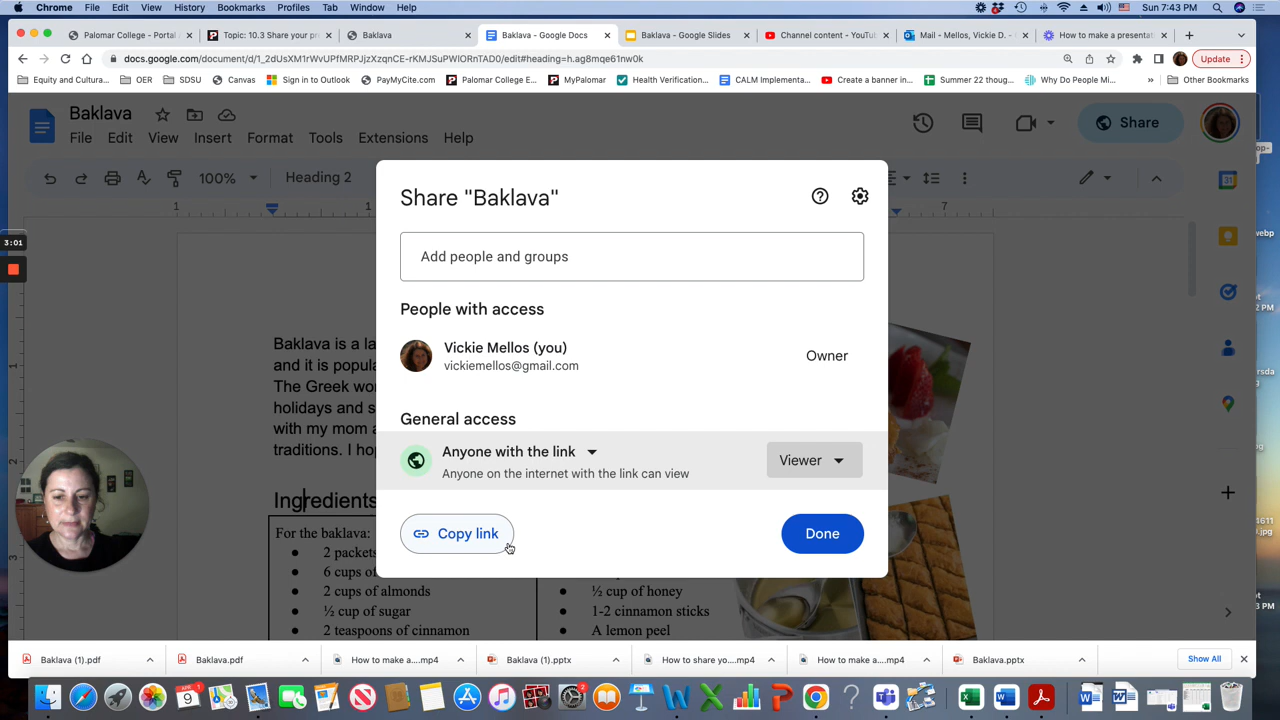 Chrome File Edit View History Bookmarks Profiles Tab Window Help Sun 7:43 PM
Palomar College - Portal Topic: 10.3 Share your pr Baklava Baklava - Google Docs Baklava - Google Slides Channel content - YouTu Mail - Mellos, Vickie D. - How to make a presentat
docs.google.com/document/d/1_2dUsXM1rWvUPfMRPJjzXzqnCE-rKMJSuPWIORnTAD0/edit#heading=h.ag8mqe61nw0k Update
Equity and Cultura... OER SDSU Canvas Sign in to Outlook PayMyCite.com Palomar College E... MyPalomar Health Verification... CALM Implementa... Create a banner in... Summer 22 thoug... Why Do People Mi... » Other Bookmarks
Baklava
File Edit View Insert Format Tools Extensions Help
Share
100% Heading 2
1 1 7
Share "Baklava"
3:01
Add people and groups
People with access
Vickie Mellos (you)
vickiemellos@gmail.com
Owner
General access
Anyone with the link
Anyone on the internet with the link can view
Viewer
Copy link
Done
Baklava is a la
and it is popula
The Greek wor
holidays and s
with my mom a
traditions. I hop
Ingredients
For the baklava:
2 packets
6 cups of
2 cups of almonds
½ cup of sugar
2 teaspoons of cinnamon
½ cup of honey
1-2 cinnamon sticks
A lemon peel
Baklava (1).pdf Baklava.pdf How to make a....mp4 Baklava (1).pptx How to share yo....mp4 How to make a....mp4 Baklava.pptx Show All